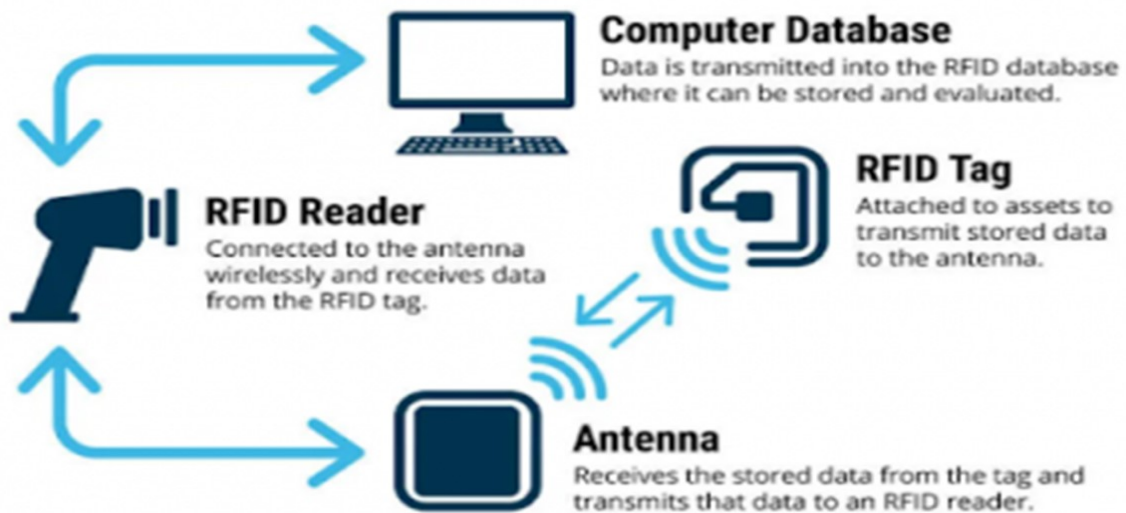 Computer Database
Data is transmitted into the RFID database
where it can be stored and evaluated.
RFID Tag
Attached to assets to
transmit stored data
to the antenna.
RFID Reader
Connected to the antenna
wirelessly and receives data
from the RFID tag.
Antenna
Receives the stored data from the tag and
transmits that data to an RFID reader.